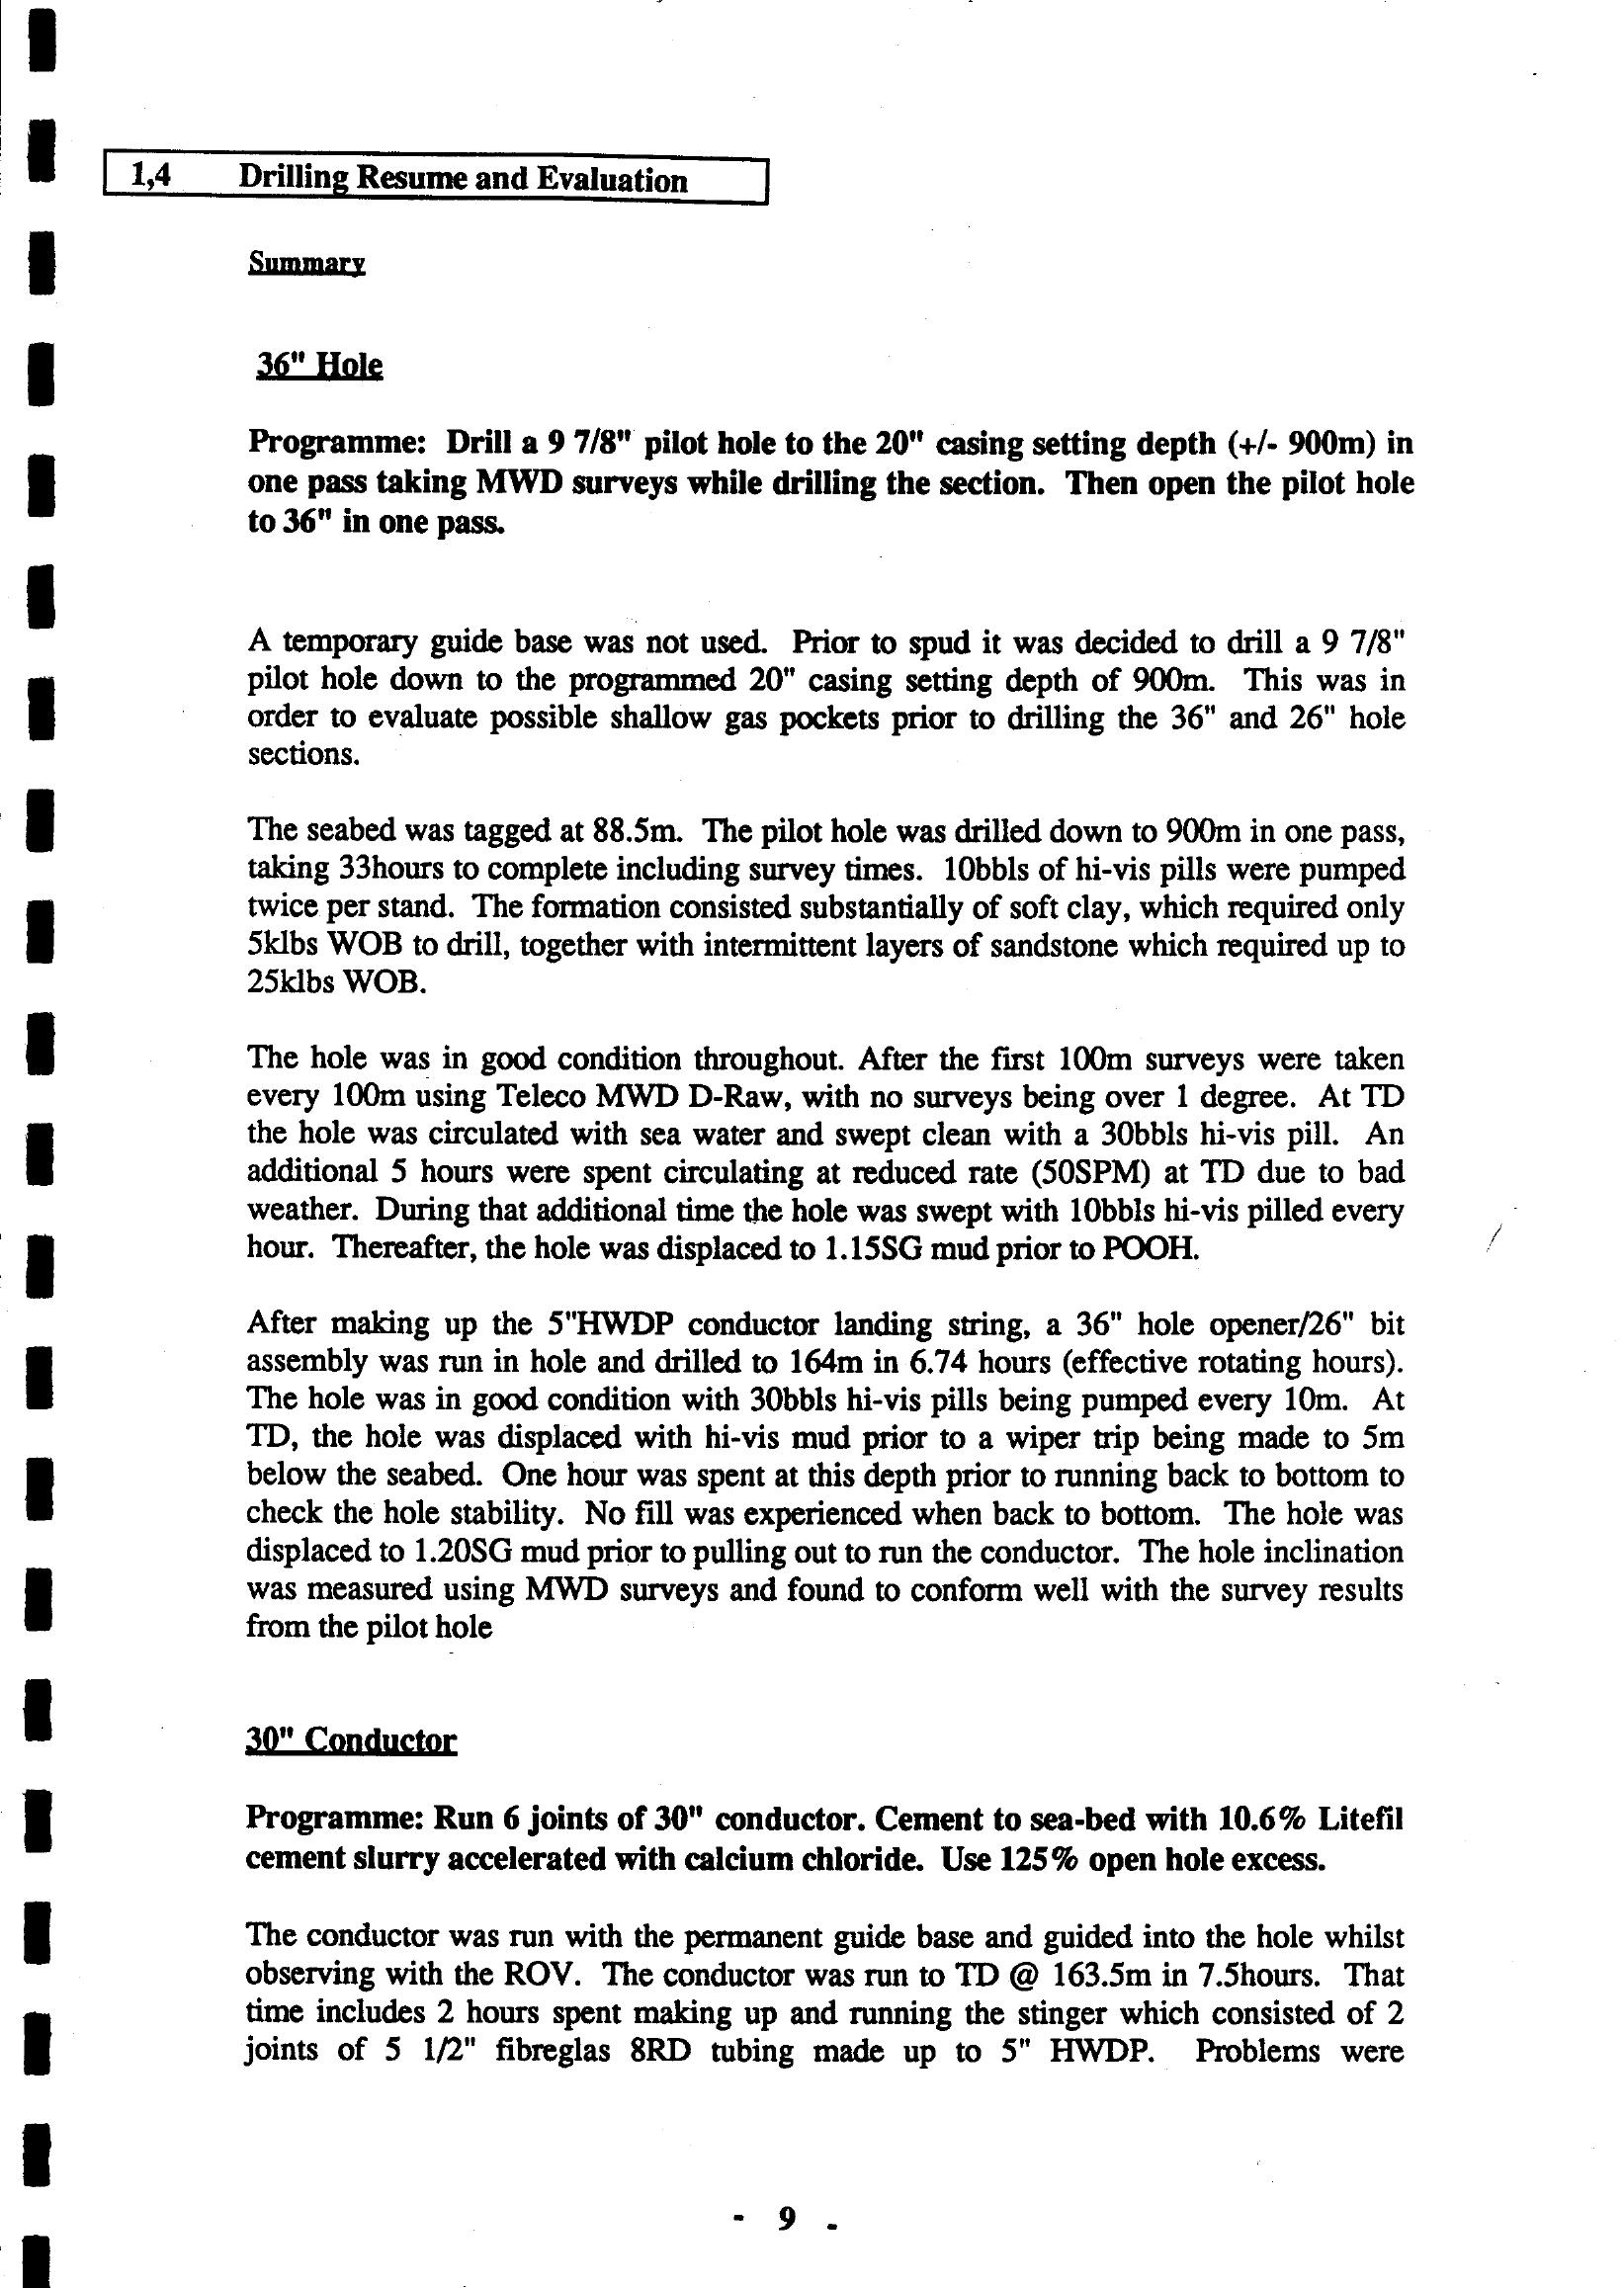 1,4 Drilling Resume and Evaluation
Summary
36" Hole
Programme: Drill a 9 7/8" pilot hole to the 20" casing setting depth (+/- 900m) in
one pass taking MWD surveys while drilling the section. Then open the pilot hole
to 36" in one pass.
A temporary guide base was not used. Prior to spud it was decided to drill a 9 7/8"
pilot hole down to the programmed 20" casing setting depth of 900m. This was in
order to evaluate possible shallow gas pockets prior to drilling the 36" and 26" hole
sections.
The seabed was tagged at 88.5m. The pilot hole was drilled down to 900m in one pass,
taking 33hours to complete including survey times. 10bbls of hi-vis pills were pumped
twice per stand. The formation consisted substantially of soft clay, which required only
5klbs WOB to drill, together with intermittent layers of sandstone which required up to
25klbs WOB.
The hole was in good condition throughout. After the first 100m surveys were taken
every 100m using Teleco MWD D-Raw, with no surveys being over 1 degree. At TD
the hole was circulated with sea water and swept clean with a 30bbls hi-vis pill. An
additional 5 hours were spent circulating at reduced rate (50SPM) at TD due to bad
weather. During that additional time the hole was swept with 10bbls hi-vis pilled every
hour. Thereafter, the hole was displaced to 1.15SG mud prior to POOH.
After making up the 5"HWDP conductor landing string, a 36" hole opener/26" bit
assembly was run in hole and drilled to 164m in 6.74 hours (effective rotating hours).
The hole was in good condition with 30bbls hi-vis pills being pumped every 10m. At
TD, the hole was displaced with hi-vis mud prior to a wiper trip being made to 5m
below the seabed. One hour was spent at this depth prior to running back to bottom to
check the hole stability. No fill was experienced when back to bottom. The hole was
displaced to 1.20SG mud prior to pulling out to run the conductor. The hole inclination
was measured using MWD surveys and found to conform well with the survey results
from the pilot hole
30" Conductor
Programme: Run 6 joints of 30" conductor. Cement to sea-bed with 10.6% Litefil
cement slurry accelerated with calcium chloride. Use 125% open hole excess.
The conductor was run with the permanent guide base and guided into the hole whilst
observing with the ROV. The conductor was run to TD @ 163.5m in 7.5hours. That
time includes 2 hours spent making up and running the stinger which consisted of 2
joints of 5 1/2" fibreglas 8RD tubing made up to 5" HWDP. Problems were
- 9 -